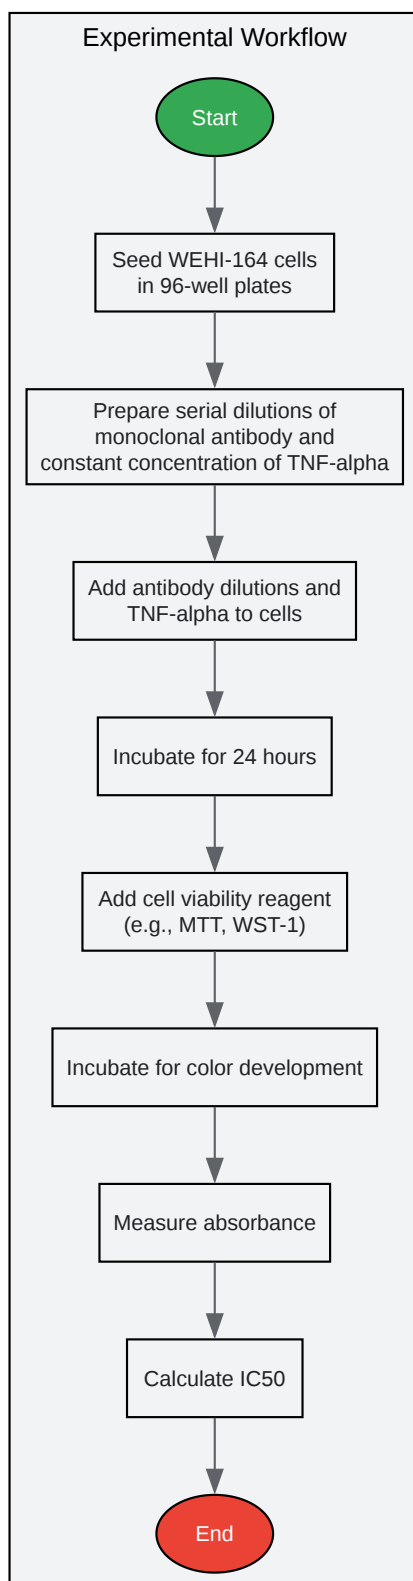 Experimental Workflow
Start
Seed WEHI-164 cells
in 96-well plates
Prepare serial dilutions of
monoclonal antibody and
constant concentration of TNF-alpha
Add antibody dilutions and
TNF-alpha to cells
Incubate for 24 hours
Add cell viability reagent
(e.g., MTT, WST-1)
Incubate for color development
Measure absorbance
Calculate IC50
End